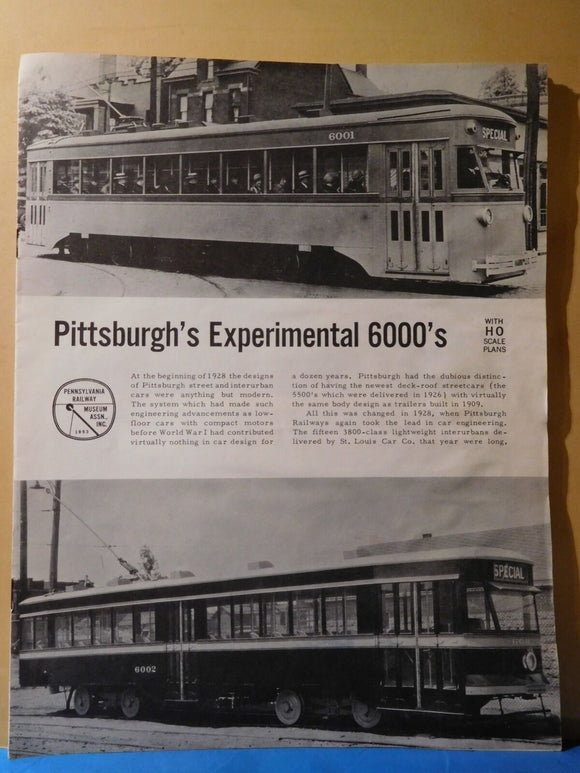 6001
SPECIAL
Pittsburgh's Experimental 6000's
WITH
HO
SCALE
PLANS
PENNSYLVANIA
RAILWAY
MUSEUM
ASSN.,
INC.
1953
At the beginning of 1928 the designs
of Pittsburgh street and interurban
cars were anything but modern.
The system which had made such
engineering advancements as low-
floor cars with compact motors
before World War I had contributed
virtually nothing in car design for
a dozen years. Pittsburgh had the dubious distinc-
tion of having the newest deck-roof streetcars (the
5500's which were delivered in 1926) with virtually
the same body design as trailers built in 1909.
All this was changed in 1928, when Pittsburgh
Railways again took the lead in car engineering.
The fifteen 3800-class lightweight interurbans de-
livered by St. Louis Car Co. that year were long,
SPECIAL
6002